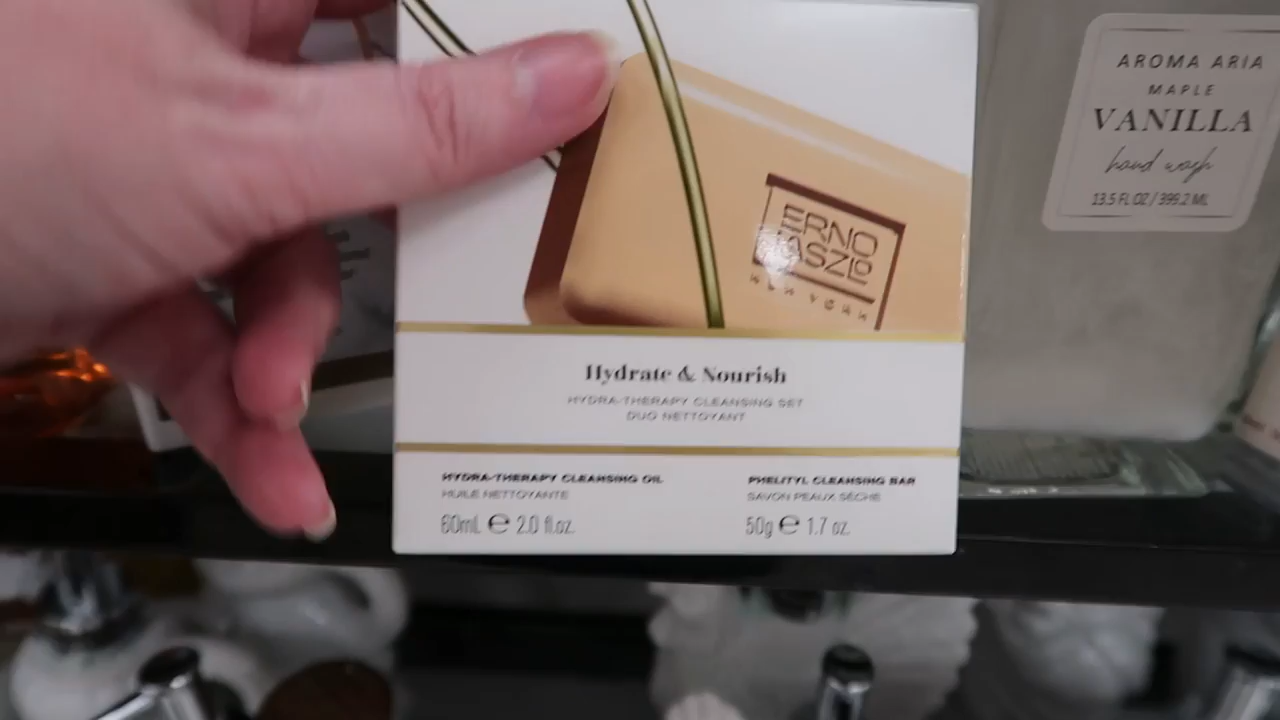 ERNO
LASZLO
NEW YORK
Hydrate & Nourish
HYDRA-THERAPY CLEANSING SET
DUO NETTOYANT
HYDRA-THERAPY CLEANSING OIL
HUILE NETTOYANTE
60mL ℮ 2.0 fl.oz.
PHELITYL CLEANSING BAR
SAVON PEAUX SÈCHE
50g ℮ 1.7 oz.
AROMA ARIA
MAPLE
VANILLA
hand wash
13.5 FL OZ / 399.2 ML